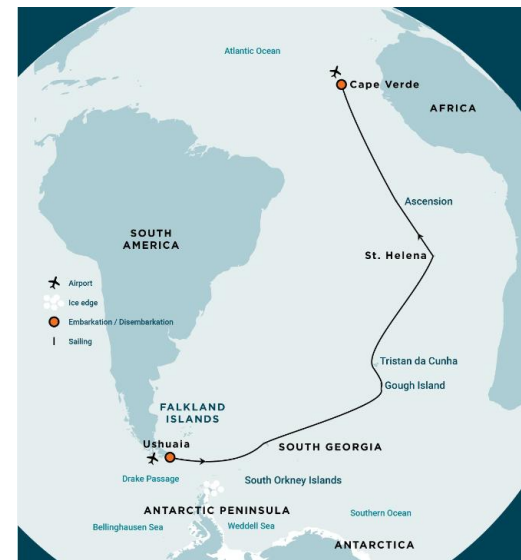 Atlantic Ocean
Cape Verde
AFRICA
Ascension
SOUTH
AMERICA
St. Helena
Airport
Ice edge
Embarkation / Disembarkation
Sailing
Tristan da Cunha
Gough Island
FALKLAND
ISLANDS
Ushuaia
SOUTH GEORGIA
Drake Passage
South Orkney Islands
ANTARCTIC PENINSULA
Southern Ocean
Bellinghausen Sea
Weddell Sea
ANTARCTICA